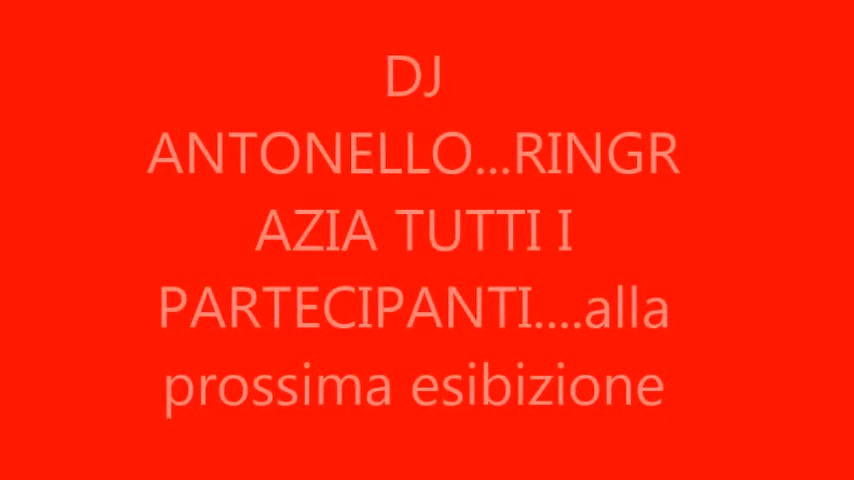 DJ
ANTONELLO...RINGR
AZIA TUTTI I
PARTECIPANTI....alla
prossima esibizione